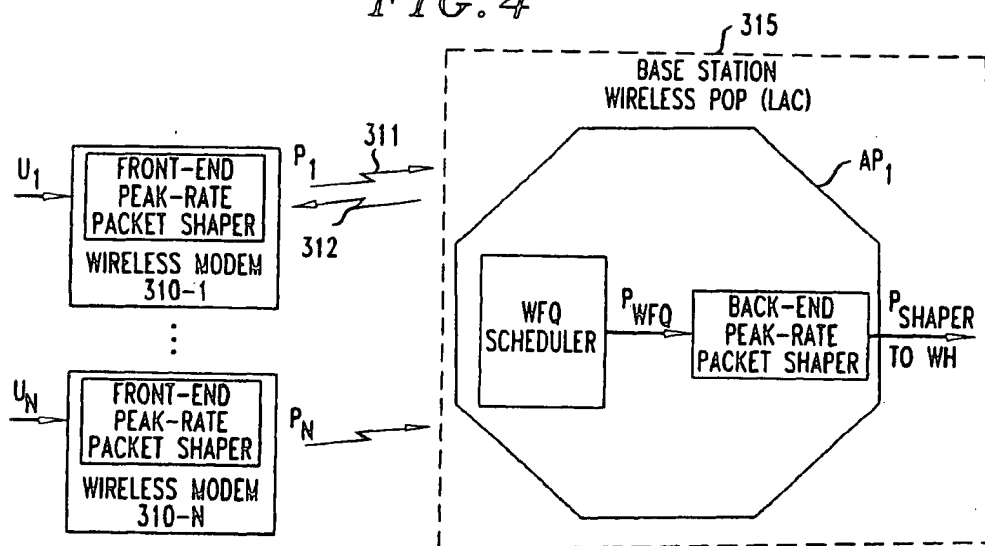 FIG. 4
315
BASE STATION
WIRELESS POP (LAC)
U1
FRONT-END
PEAK-RATE
PACKET SHAPER
WIRELESS MODEM
310-1
P1
311
312
AP1
WFQ
SCHEDULER
PWFQ
BACK-END
PEAK-RATE
PACKET SHAPER
PSHAPER
TO WH
UN
FRONT-END
PEAK-RATE
PACKET SHAPER
WIRELESS MODEM
310-N
PN